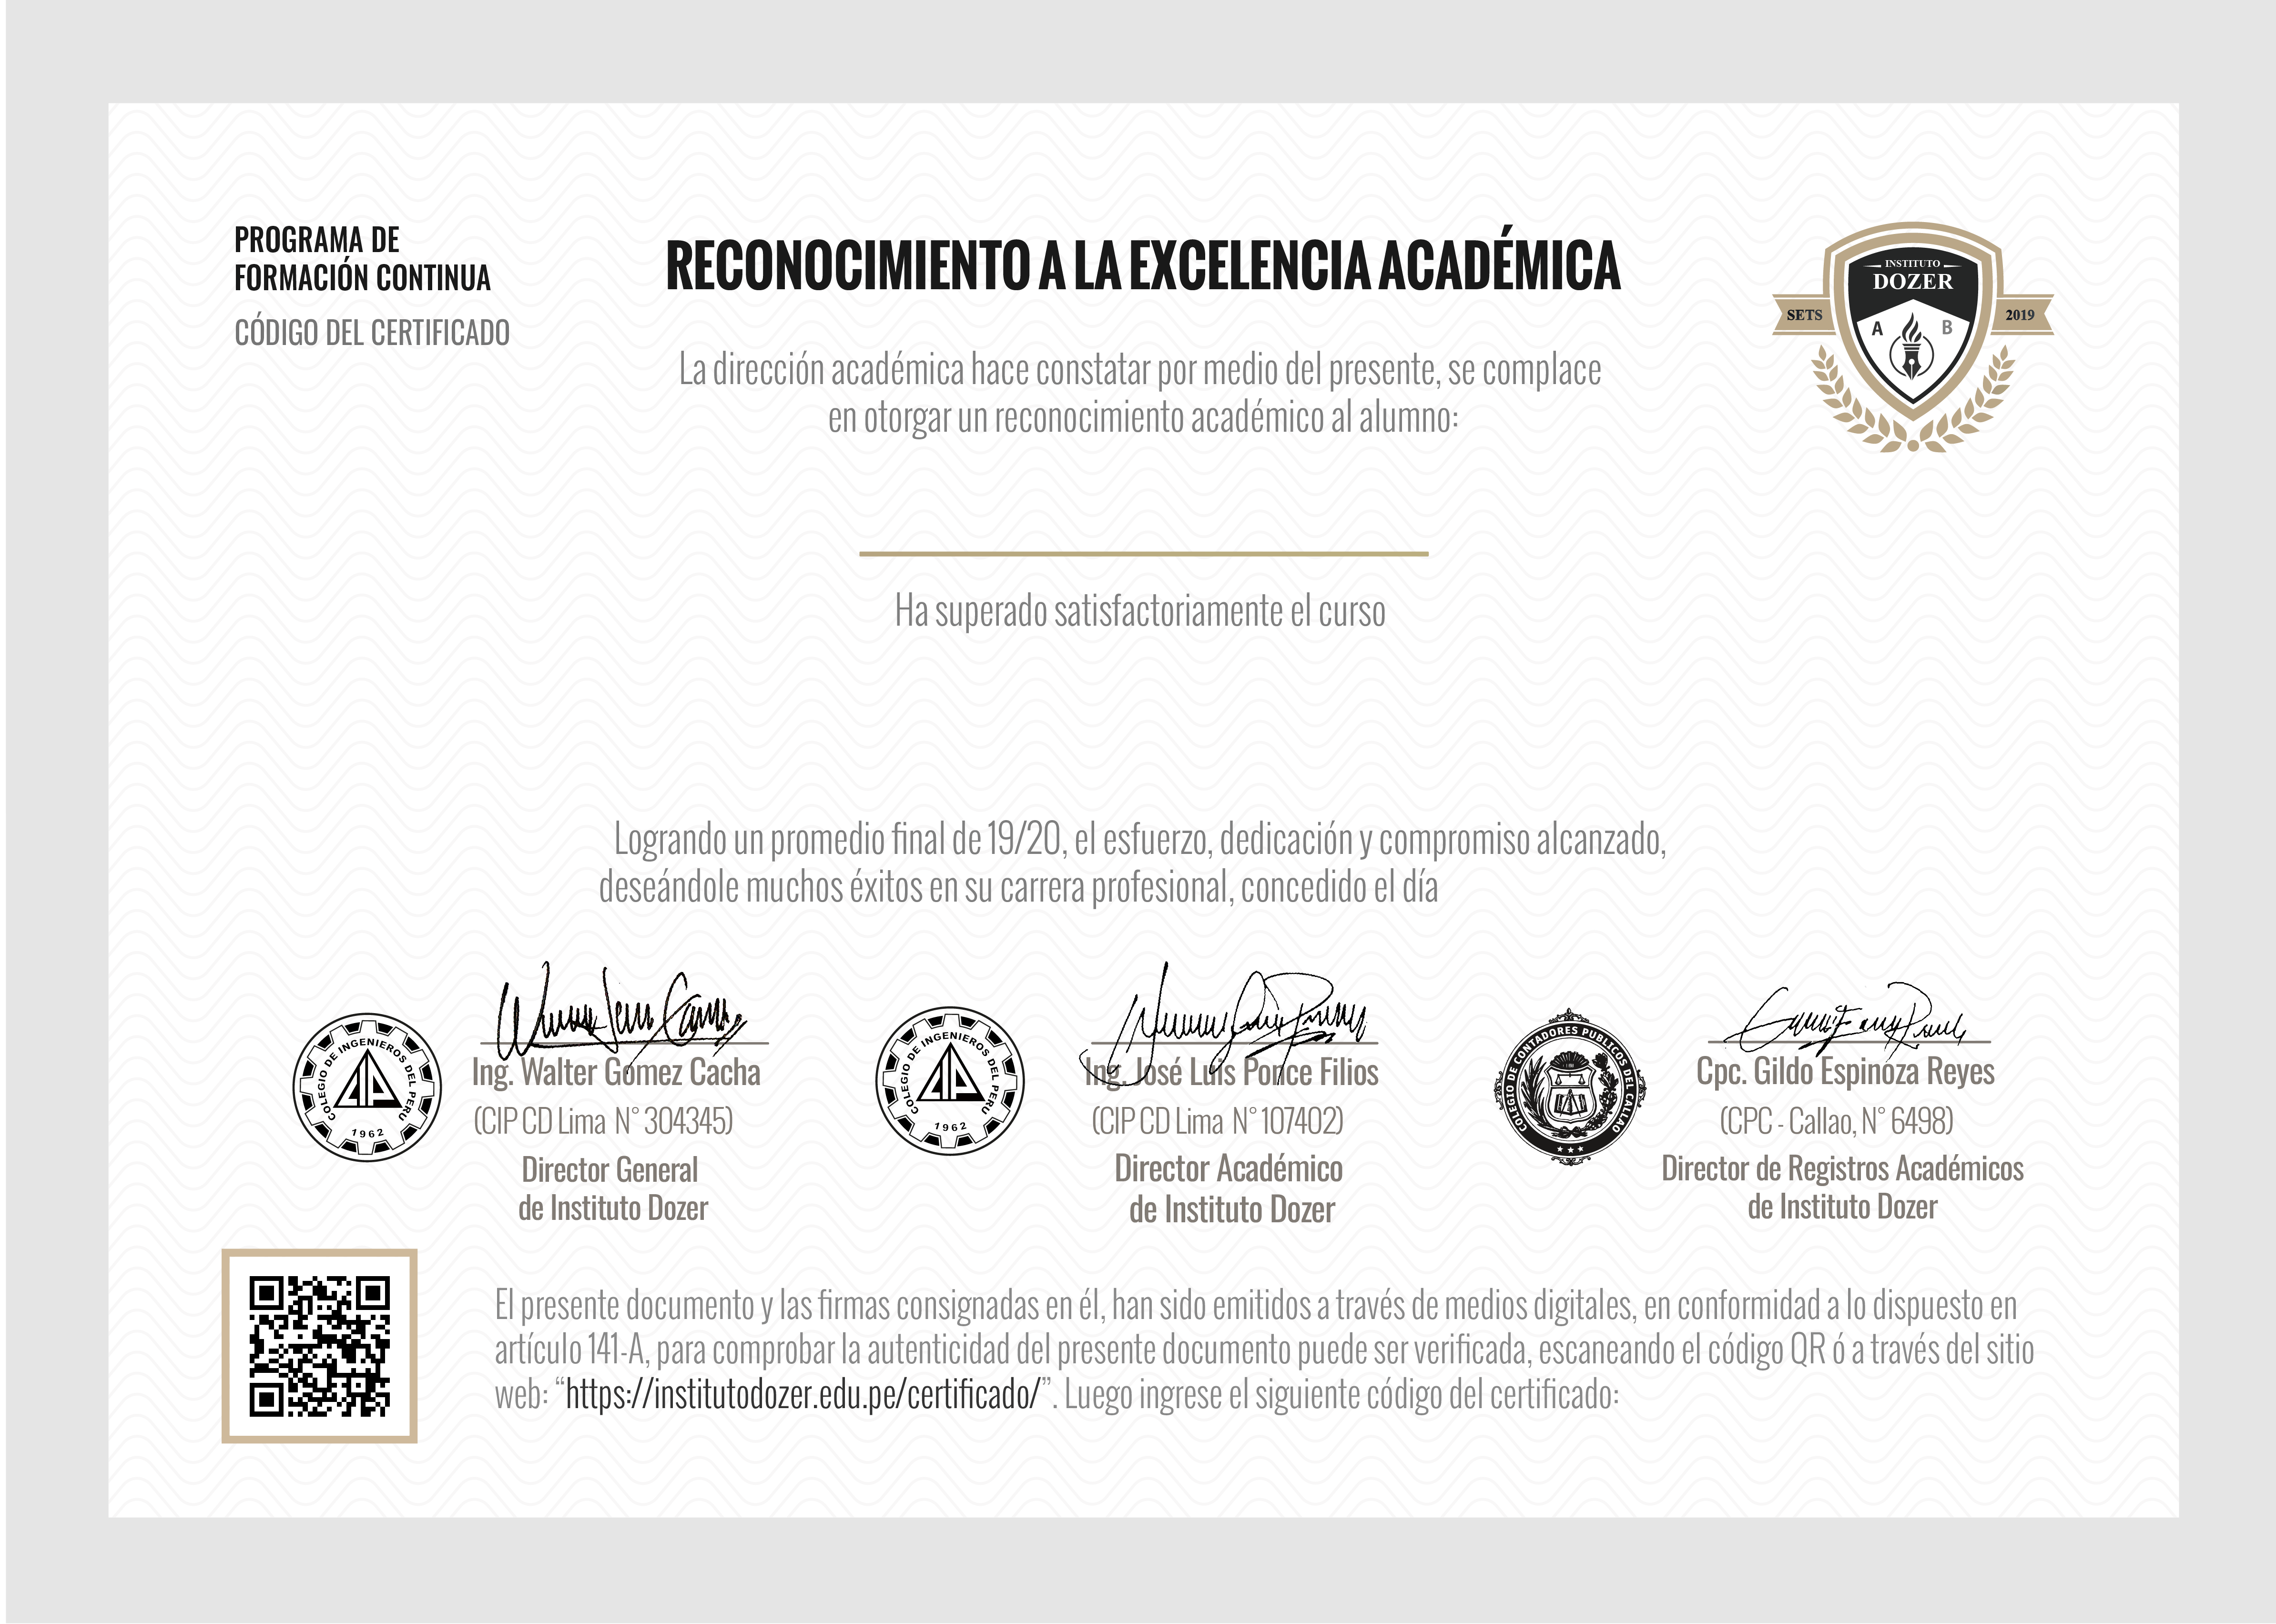 PROGRAMA DE
FORMACIÓN CONTINUA
CÓDIGO DEL CERTIFICADO
RECONOCIMIENTO A LA EXCELENCIA ACADÉMICA
La dirección académica hace constatar por medio del presente, se complace
en otorgar un reconocimiento académico al alumno:
INSTITUTO
DOZER
SETS
2019
A B
Ha superado satisfactoriamente el curso
Logrando un promedio final de 19/20, el esfuerzo, dedicación y compromiso alcanzado,
deseándole muchos éxitos en su carrera profesional, concedido el día
COLEGIO DE INGENIEROS DEL PERU
1962
Ing. Walter Gómez Cacha
(CIP CD Lima N° 304345)
Director General
de Instituto Dozer
COLEGIO DE INGENIEROS DEL PERU
1962
Ing. José Luis Ponce Filios
(CIP CD Lima N° 107402)
Director Académico
de Instituto Dozer
COLEGIO DE CONTADORES PUBLICOS DEL CALLAO
Cpc. Gildo Espinoza Reyes
(CPC - Callao, N° 6498)
Director de Registros Académicos
de Instituto Dozer
El presente documento y las firmas consignadas en él, han sido emitidos a través de medios digitales, en conformidad a lo dispuesto en
artículo 141-A, para comprobar la autenticidad del presente documento puede ser verificada, escaneando el código QR ó a través del sitio
web: “https://institutodozer.edu.pe/certificado/”. Luego ingrese el siguiente código del certificado: